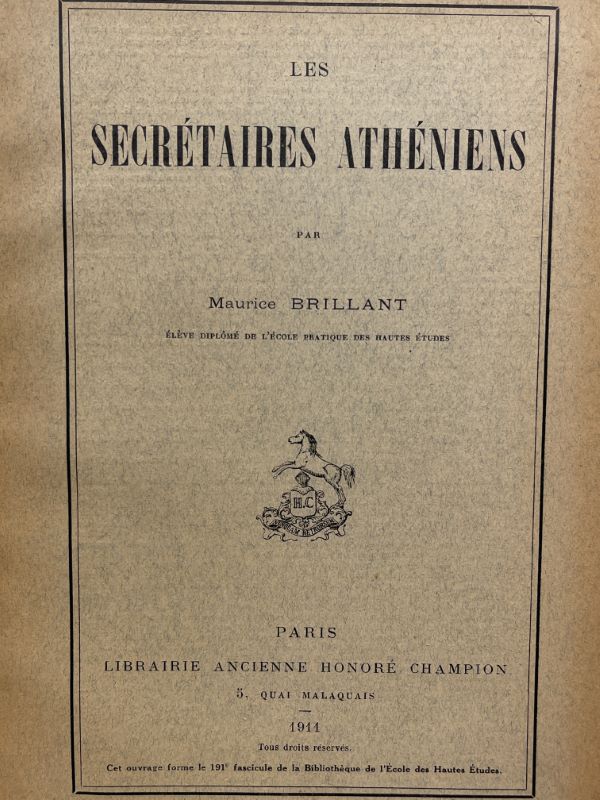 LES
SECRÉTAIRES ATHÉNIENS
PAR
Maurice BRILLANT
ÉLÈVE DIPLÔMÉ DE L'ÉCOLE PRATIQUE DES HAUTES ÉTUDES
H.C
PARIS
LIBRAIRIE ANCIENNE HONORÉ CHAMPION
5, QUAI MALAQUAIS
1911
Tous droits réservés.
Cet ouvrage forme le 191e fascicule de la Bibliothèque de l'École des Hautes Études.